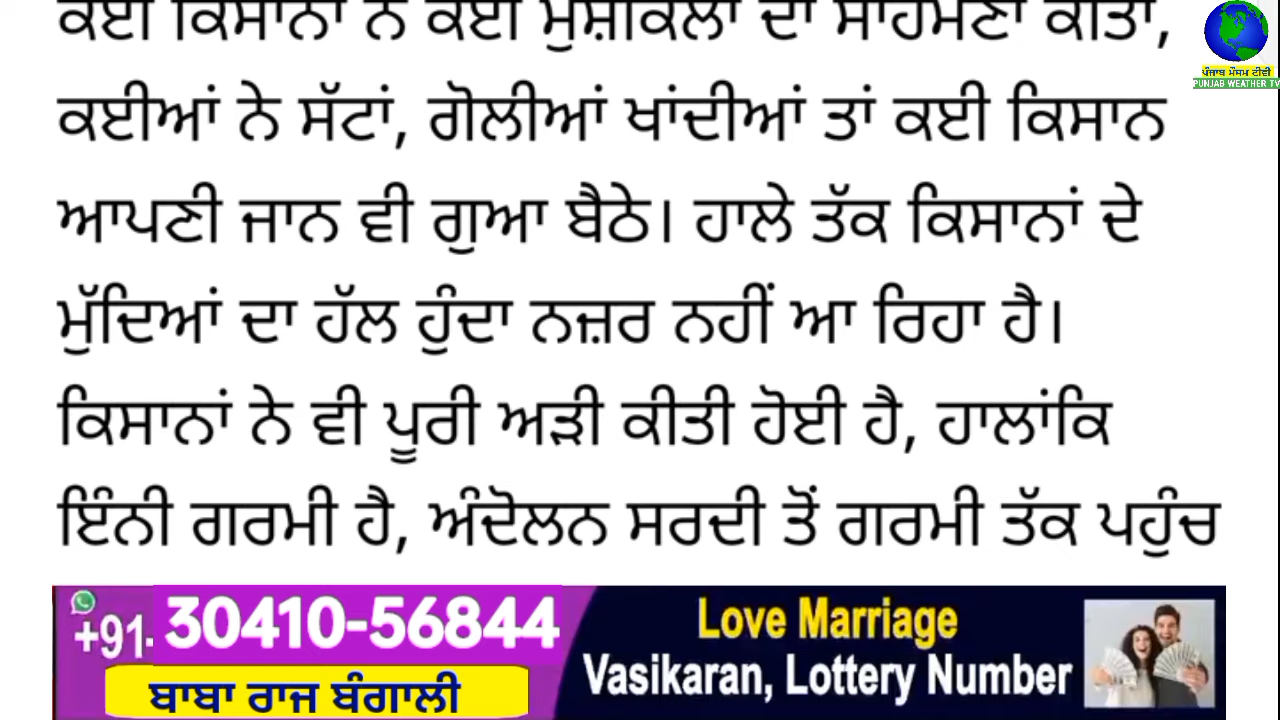 ਕਈ ਕਿਸਾਨਾਂ ਨੇ ਕਈ ਮੁਸ਼ਕਿਲਾਂ ਦਾ ਸਾਹਮਣਾ ਕੀਤਾ,
ਪੰਜਾਬ ਮੌਸਮ ਟੀਵੀ
PUNJAB WEATHER TV
ਕਈਆਂ ਨੇ ਸੱਟਾਂ, ਗੋਲੀਆਂ ਖਾਂਦੀਆਂ ਤਾਂ ਕਈ ਕਿਸਾਨ
ਆਪਣੀ ਜਾਨ ਵੀ ਗੁਆ ਬੈਠੇ। ਹਾਲੇ ਤੱਕ ਕਿਸਾਨਾਂ ਦੇ
ਮੁੱਦਿਆਂ ਦਾ ਹੱਲ ਹੁੰਦਾ ਨਜ਼ਰ ਨਹੀਂ ਆ ਰਿਹਾ ਹੈ।
ਕਿਸਾਨਾਂ ਨੇ ਵੀ ਪੂਰੀ ਅੜੀ ਕੀਤੀ ਹੋਈ ਹੈ, ਹਾਲਾਂਕਿ
ਇੰਨੀ ਗਰਮੀ ਹੈ, ਅੰਦੋਲਨ ਸਰਦੀ ਤੋਂ ਗਰਮੀ ਤੱਕ ਪਹੁੰਚ
+91- 30410-56844
ਬਾਬਾ ਰਾਜ ਬੰਗਾਲੀ
Love Marriage
Vasikaran, Lottery Number